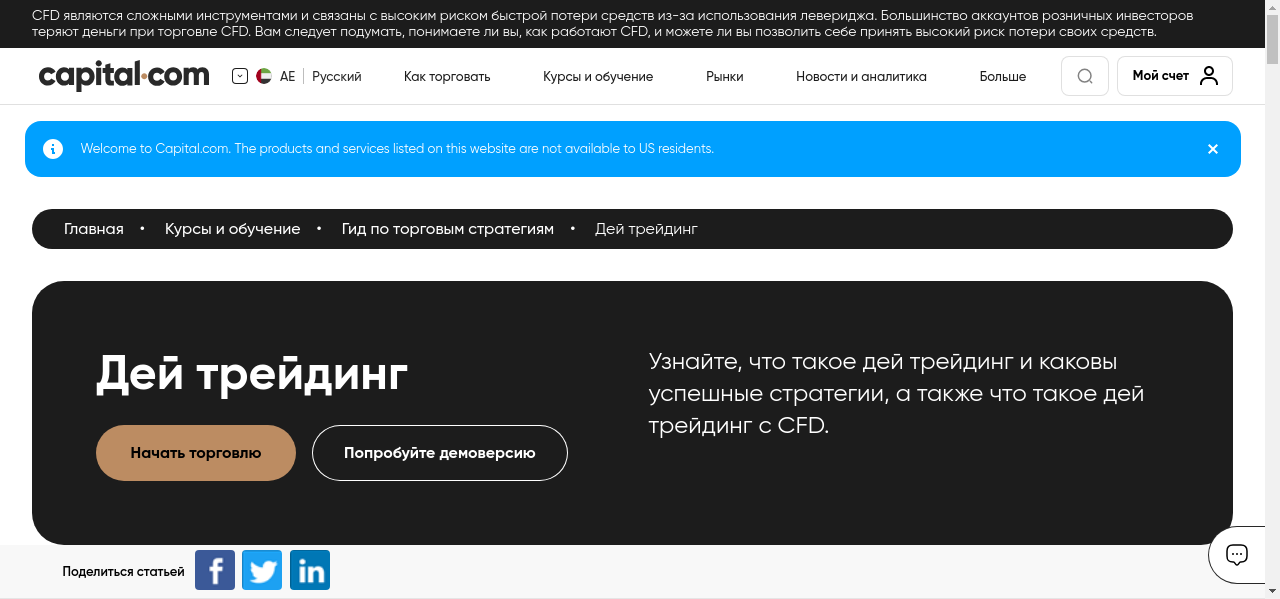 CFD являются сложными инструментами и связаны с высоким риском быстрой потери средств из-за использования левериджа. Большинство аккаунтов розничных инвесторов
теряют деньги при торговле CFD. Вам следует подумать, понимаете ли вы, как работают CFD, и можете ли вы позволить себе принять высокий риск потери своих средств.
capital.com AE Русский Как торговать Курсы и обучение Рынки Новости и аналитика Больше Мой счет
Welcome to Capital.com. The products and services listed on this website are not available to US residents.
Главная • Курсы и обучение • Гид по торговым стратегиям • Дей трейдинг
Дей трейдинг
Начать торговлю Попробуйте демоверсию
Узнайте, что такое дей трейдинг и каковы
успешные стратегии, а также что такое дей
трейдинг с CFD.
Поделиться статьей